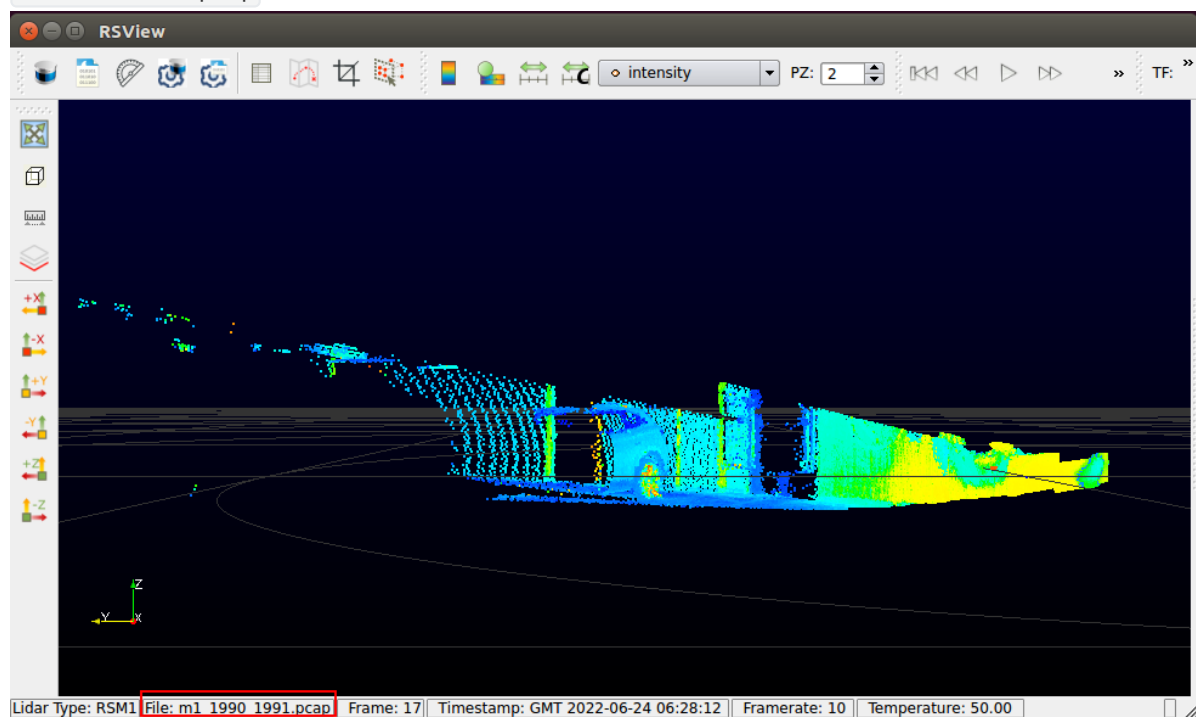 RSView
intensity
PZ: 2
»
TF:
»
+X
-X
+Y
-Y
+Z
-Z
Z
Y
X
Lidar Type: RSM1 File: m1_1990_1991.pcap Frame: 17 Timestamp: GMT 2022-06-24 06:28:12 Framerate: 10 Temperature: 50.00